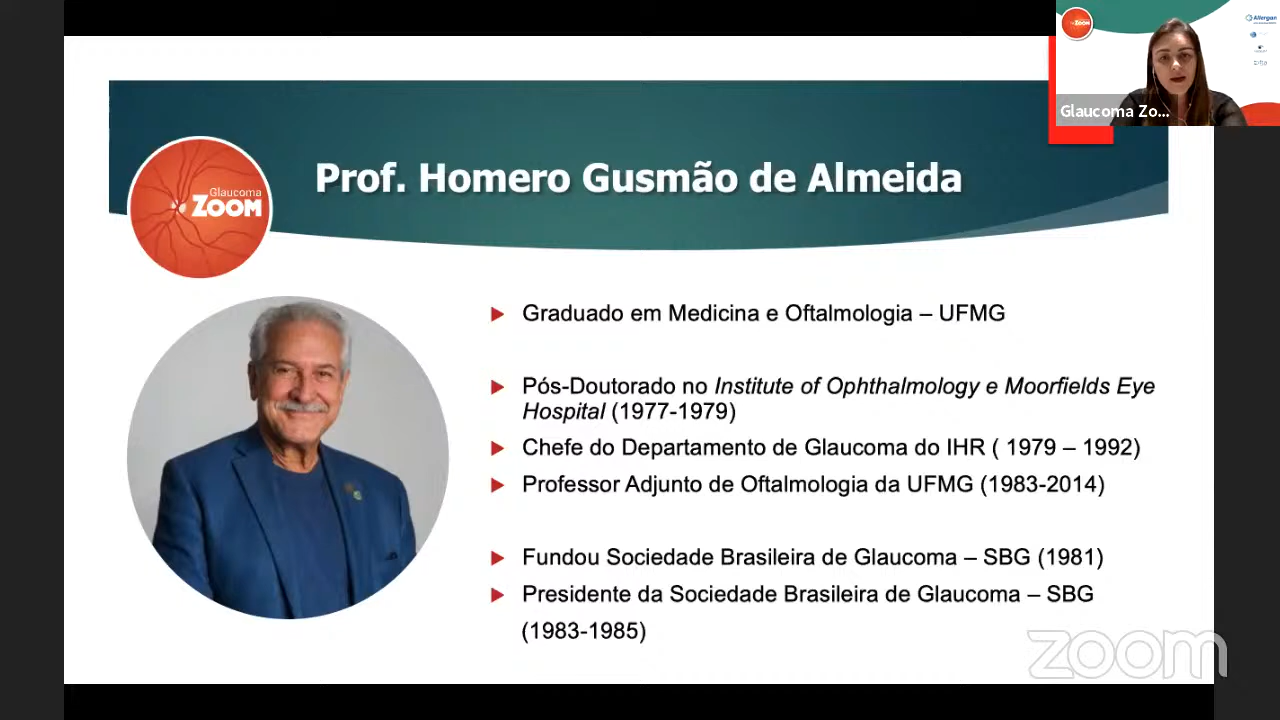 Allergan
ZOOM
Glaucoma Zo...
Prof. Homero Gusmão de Almeida
Glaucoma
ZOOM
Graduado em Medicina e Oftalmologia – UFMG
Pós-Doutorado no Institute of Ophthalmology e Moorfields Eye
Hospital (1977-1979)
Chefe do Departamento de Glaucoma do IHR ( 1979 – 1992)
Professor Adjunto de Oftalmologia da UFMG (1983-2014)
Fundou Sociedade Brasileira de Glaucoma – SBG (1981)
Presidente da Sociedade Brasileira de Glaucoma – SBG
(1983-1985)
zoom